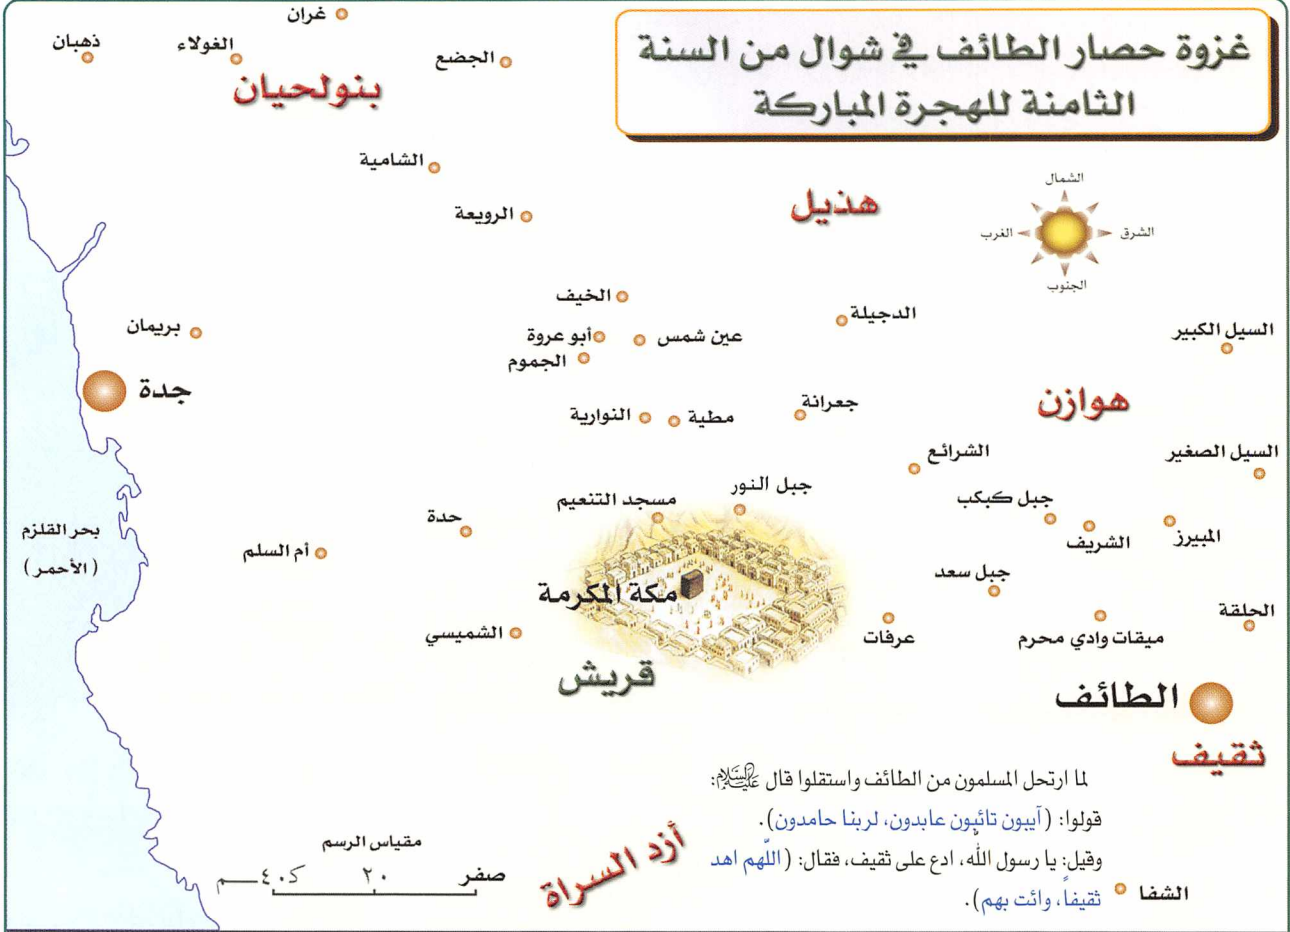 غزوة حصار الطائف في شوال من السنة
الثامنة للهجرة المباركة
غران
ذهبان
الغولاء
الجضع
بنو لحيان
الشامية
هذيل
الرويعة
الشمال
الشرق
الغرب
الجنوب
الخيف
الدجيلة
السيل الكبير
بريمان
أبو عروة
عين شمس
الجموم
جدة
هوازن
جعرانة
النوارية
مطية
الشرائع
السيل الصغير
جبل النور
جبل كبكب
مسجد التنعيم
حدة
الشريف
المبيرز
بحر القلزم
(الأحمر)
أم السلم
جبل سعد
مكة المكرمة
الحلقة
الشميسي
عرفات
ميقات وادي محرم
قريش
الطائف
ثقيف
لما ارتحل المسلمون من الطائف واستقلوا قال عليه السلام:
قولوا: (آيبون تائبون عابدون، لربنا حامدون).
وقيل: يا رسول الله، ادع على ثقيف، فقال: (اللهم اهد
ثقيفاً، وائت بهم).
الشفا
أزد السراة
مقياس الرسم
صفر ٢٠ ٤٠ كم